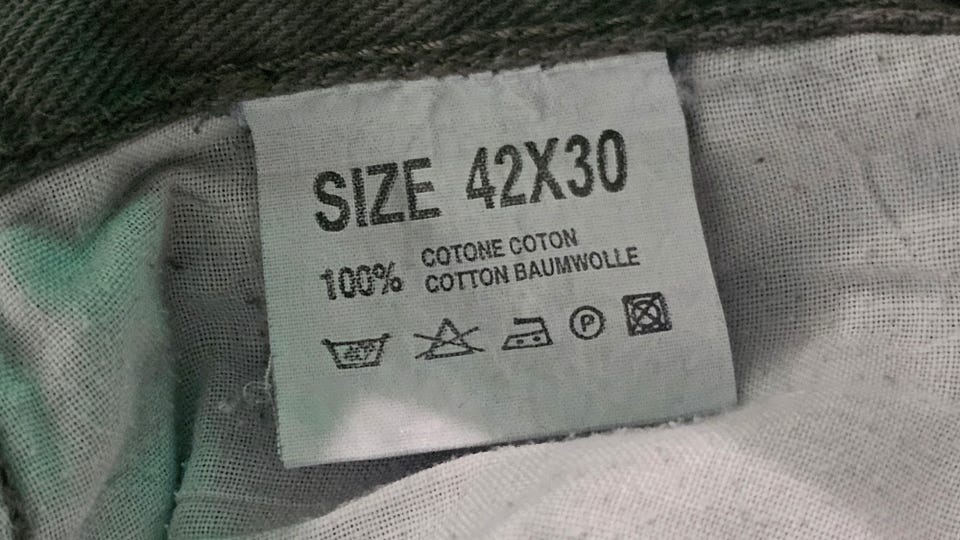 SIZE 42X30
100% COTONE COTON
COTTON BAUMWOLLE
P